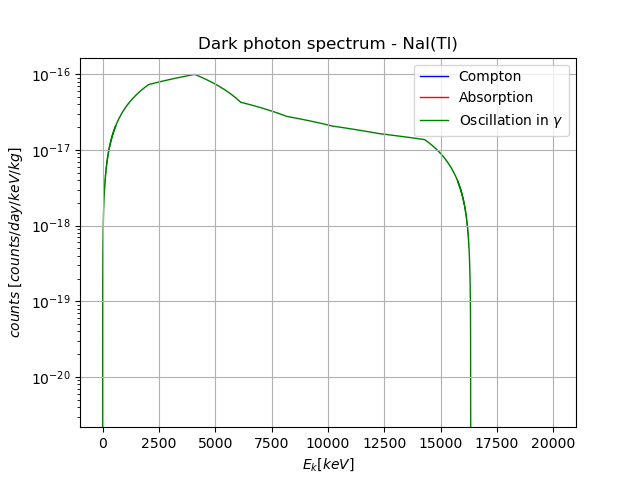 Dark photon spectrum - NaI(Tl)
Compton
Absorption
Oscillation in γ
counts [counts/day/keV/kg]
10⁻¹⁶
10⁻¹⁷
10⁻¹⁸
10⁻¹⁹
10⁻²⁰
0 2500 5000 7500 10000 12500 15000 17500 20000
E_k[keV]